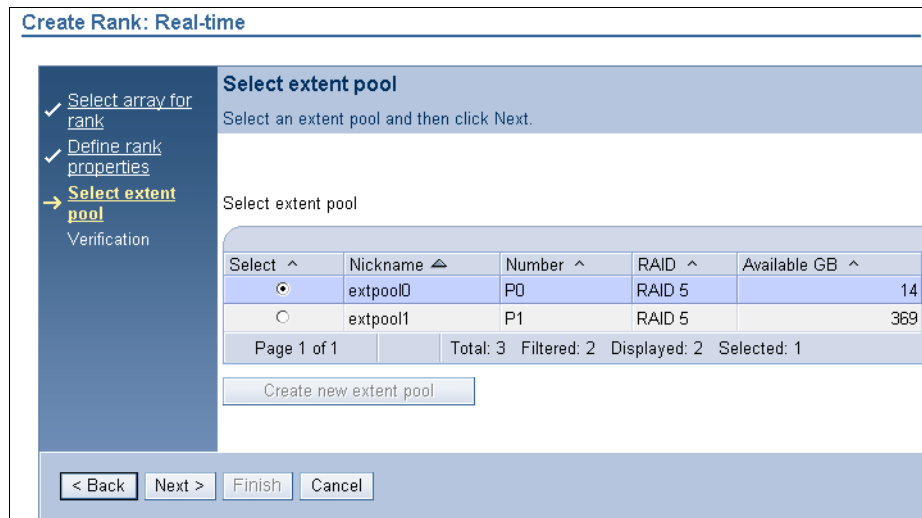 Create Rank: Real-time
Select array for
rank
Define rank
properties
Select extent
pool
Verification
Select extent pool
Select an extent pool and then click Next.
Select extent pool
Select Nickname Number RAID Available GB
extpool0 P0 RAID 5 14
extpool1 P1 RAID 5 369
Page 1 of 1 Total: 3 Filtered: 2 Displayed: 2 Selected: 1
Create new extent pool
< Back Next > Finish Cancel